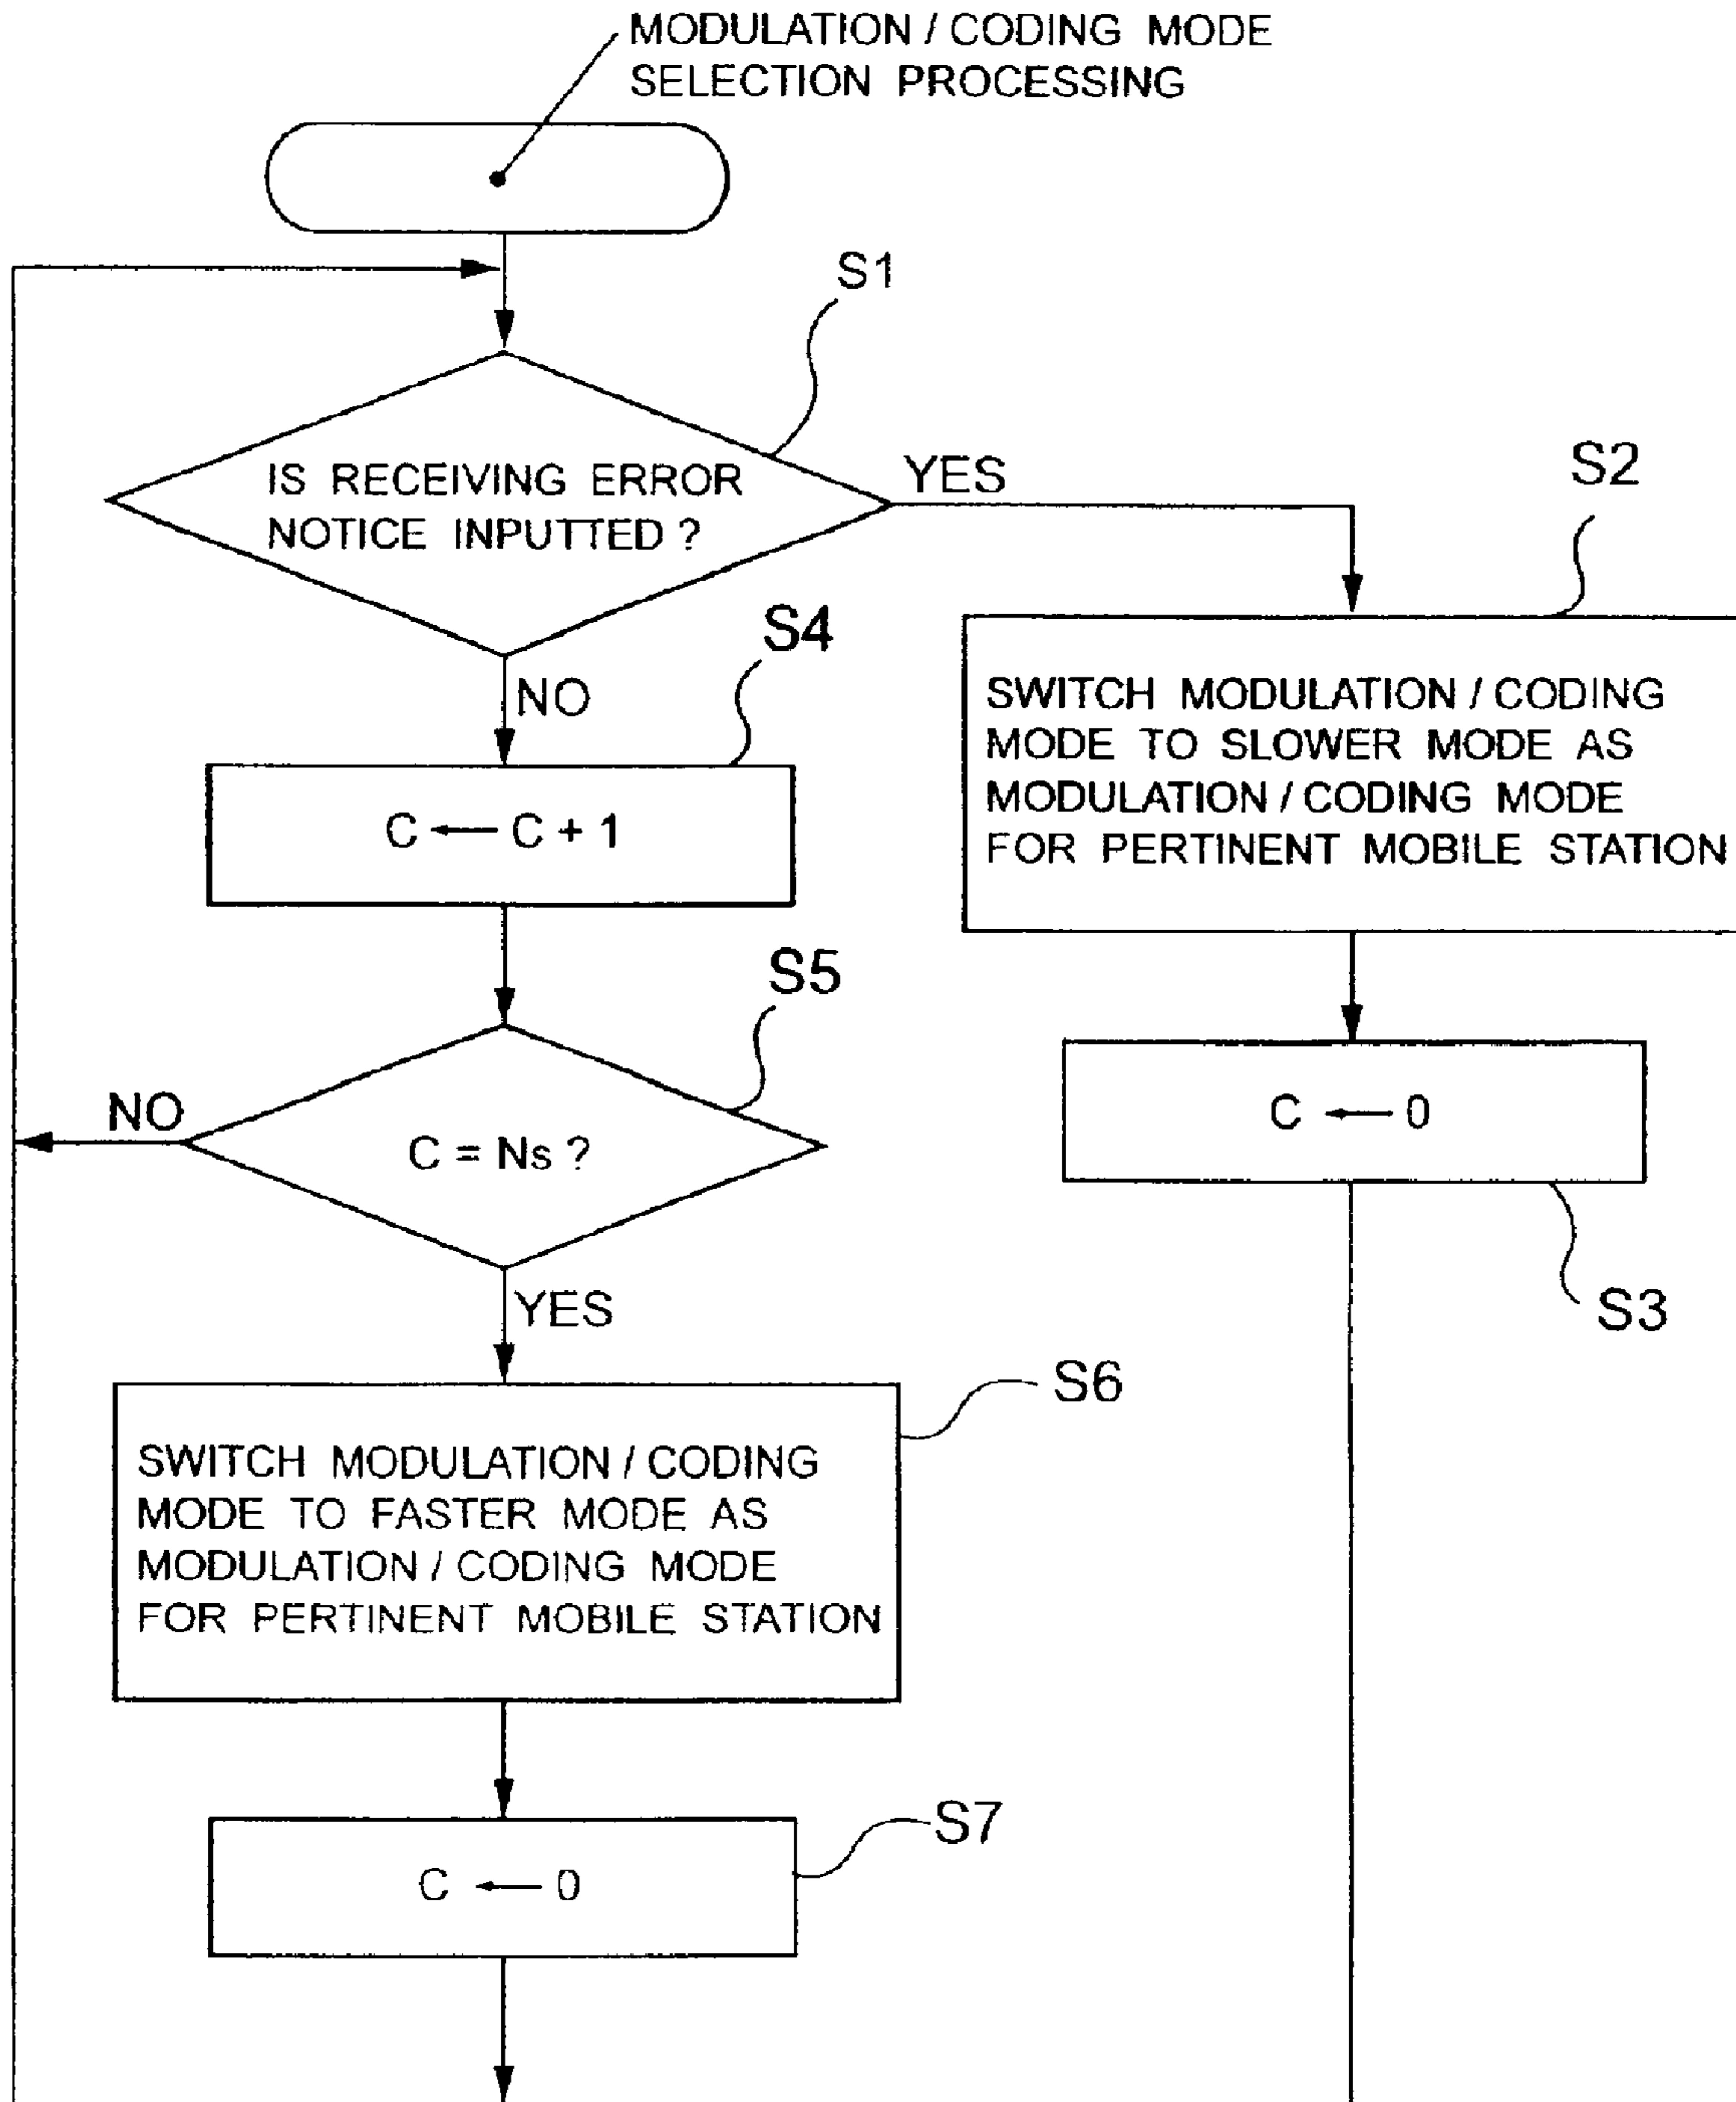 MODULATION / CODING MODE
SELECTION PROCESSING
S1
IS RECEIVING ERROR
NOTICE INPUTTED ?
YES
S2
SWITCH MODULATION / CODING
MODE TO SLOWER MODE AS
MODULATION / CODING MODE
FOR PERTINENT MOBILE STATION
NO
S4
C ← C + 1
S5
C = Ns ?
NO
C ← 0
S3
YES
S6
SWITCH MODULATION / CODING
MODE TO FASTER MODE AS
MODULATION / CODING MODE
FOR PERTINENT MOBILE STATION
S7
C ← 0